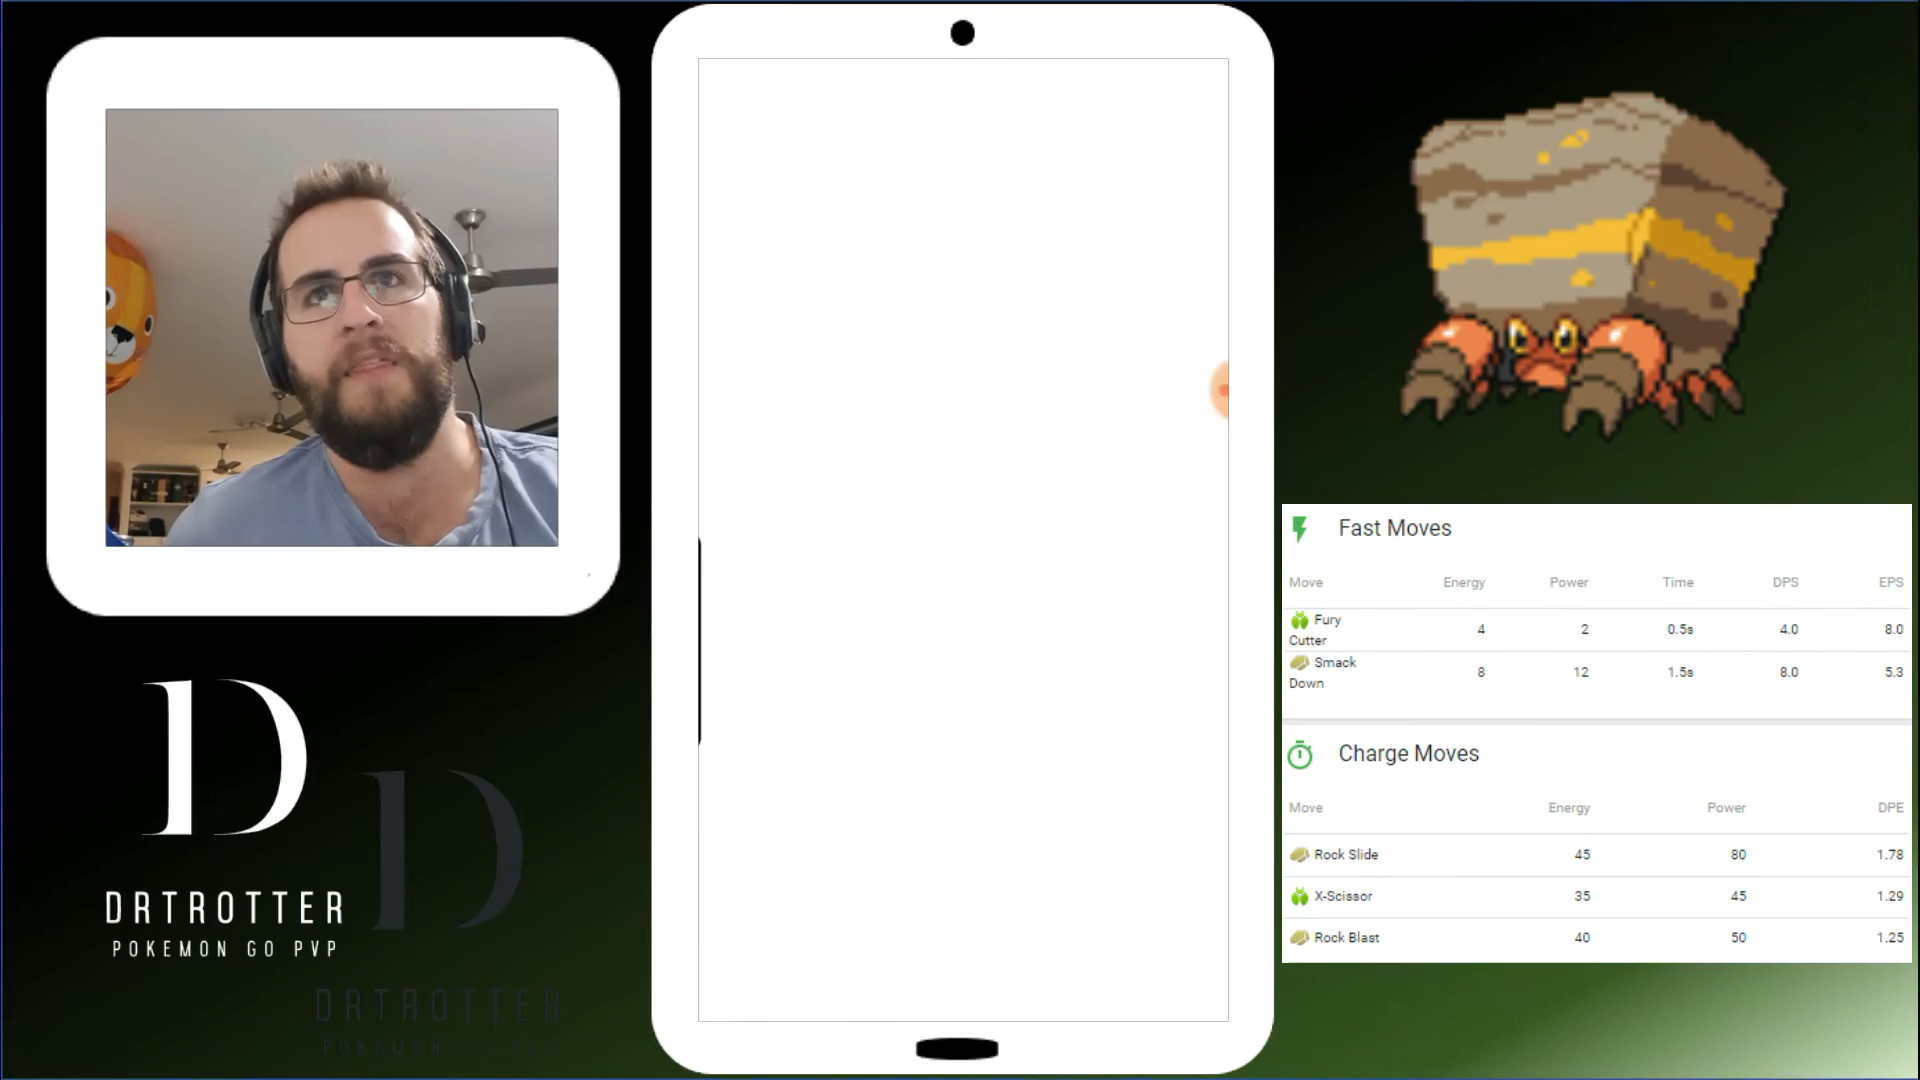 DRTROTTER
POKEMON GO PVP
DRTROTTER
Fast Moves
Move Energy Power Time DPS EPS
Fury Cutter 4 2 0.5s 4.0 8.0
Smack Down 8 12 1.5s 8.0 5.3
Charge Moves
Move Energy Power DPE
Rock Slide 45 80 1.78
X-Scissor 35 45 1.29
Rock Blast 40 50 1.25